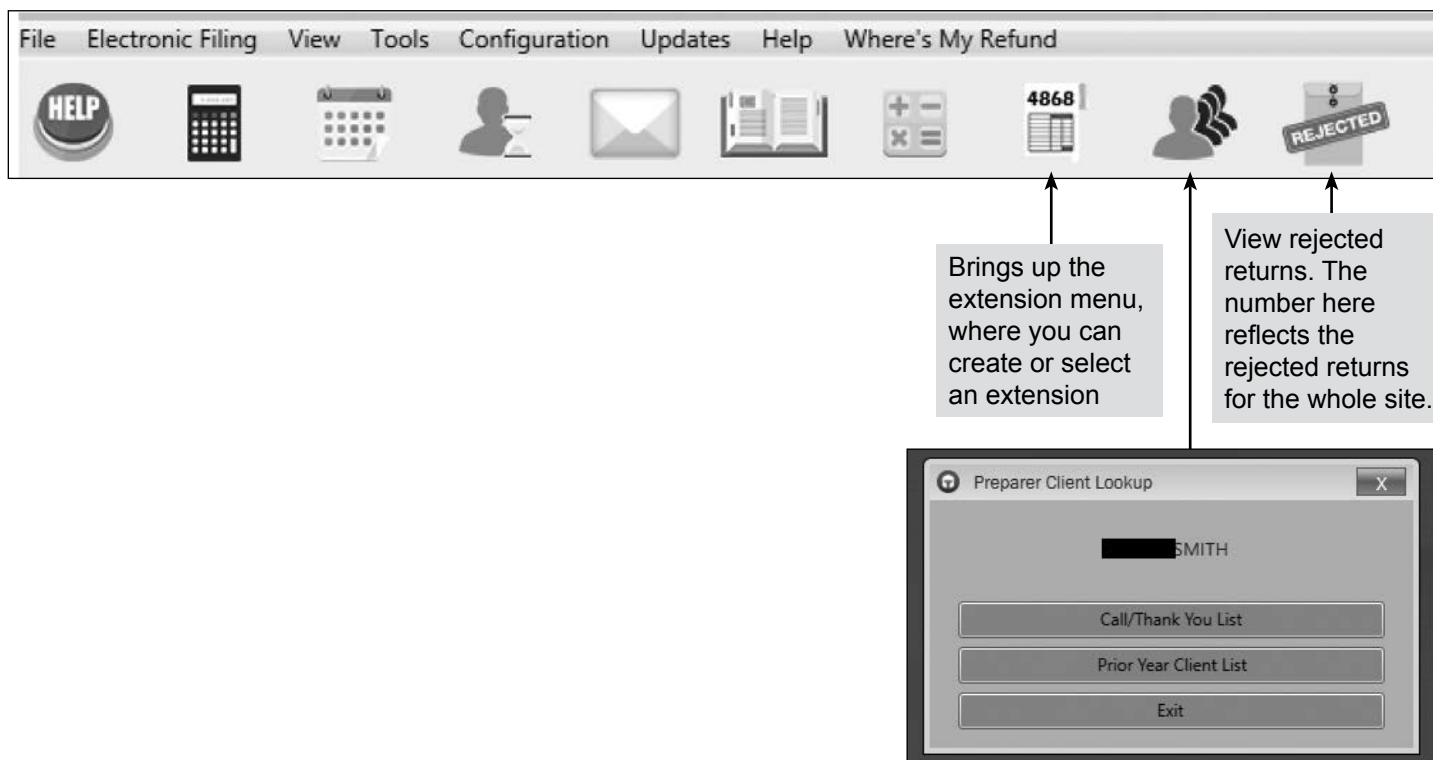 File Electronic Filing View Tools Configuration Updates Help Where's My Refund
HELP
4868
REJECTED
Brings up the
extension menu,
where you can
create or select
an extension
View rejected
returns. The
number here
reflects the
rejected returns
for the whole site.
Preparer Client Lookup
X
SMITH
Call/Thank You List
Prior Year Client List
Exit